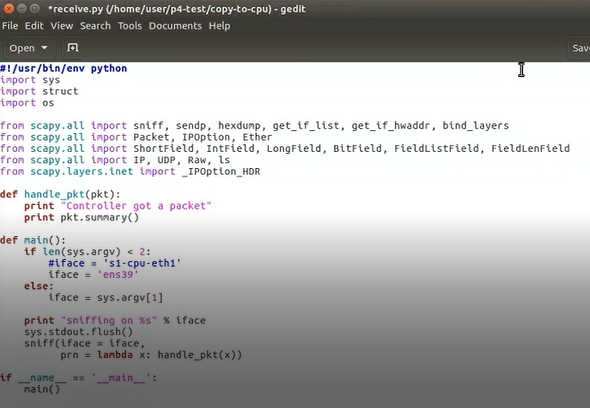 *receive.py (/home/user/p4-test/copy-to-cpu) - gedit
File Edit View Search Tools Documents Help
Open Save
#!/usr/bin/env python
import sys
import struct
import os

from scapy.all import sniff, sendp, hexdump, get_if_list, get_if_hwaddr, bind_layers
from scapy.all import Packet, IPOption, Ether
from scapy.all import ShortField, IntField, LongField, BitField, FieldListField, FieldLenField
from scapy.all import IP, UDP, Raw, ls
from scapy.layers.inet import _IPOption_HDR

def handle_pkt(pkt):
    print "Controller got a packet"
    print pkt.summary()

def main():
    if len(sys.argv) < 2:
        #iface = 's1-cpu-eth1'
        iface = 'ens39'
    else:
        iface = sys.argv[1]

    print "sniffing on %s" % iface
    sys.stdout.flush()
    sniff(iface = iface,
          prn = lambda x: handle_pkt(x))

if __name__ == '__main__':
    main()